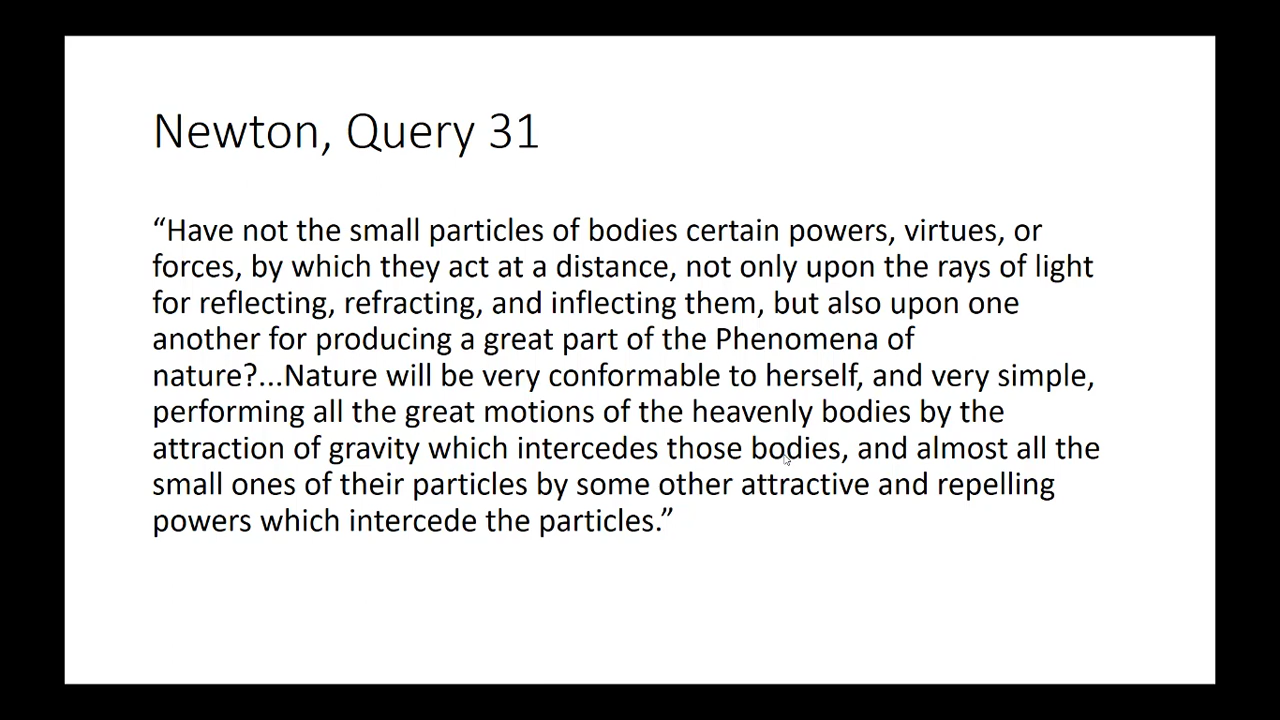 Newton, Query 31
“Have not the small particles of bodies certain powers, virtues, or
forces, by which they act at a distance, not only upon the rays of light
for reflecting, refracting, and inflecting them, but also upon one
another for producing a great part of the Phenomena of
nature?...Nature will be very conformable to herself, and very simple,
performing all the great motions of the heavenly bodies by the
attraction of gravity which intercedes those bodies, and almost all the
small ones of their particles by some other attractive and repelling
powers which intercede the particles.”